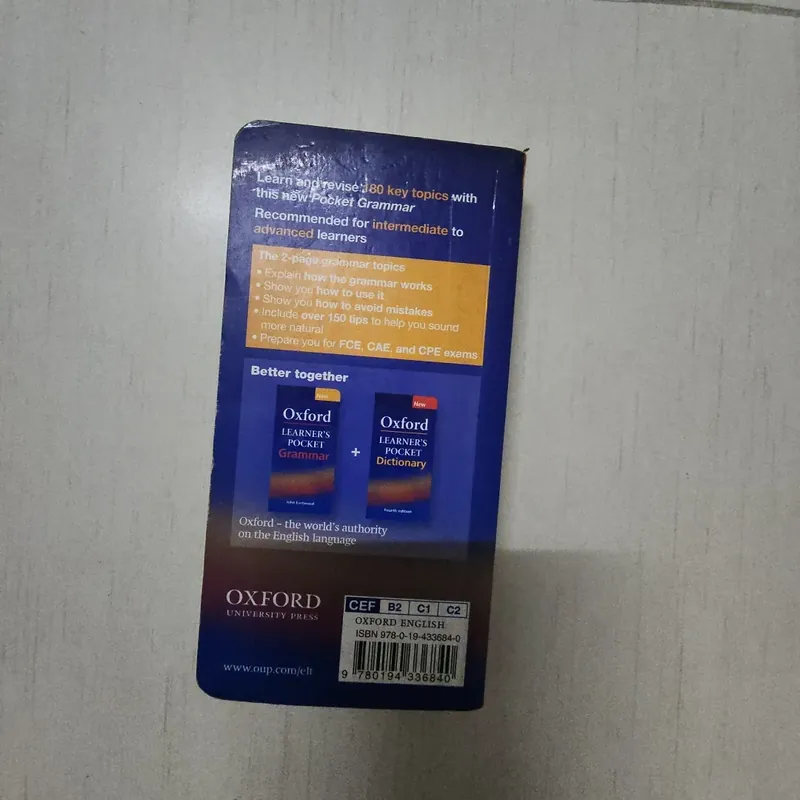 Learn and revise 180 key topics with
this new Pocket Grammar
Recommended for intermediate to
advanced learners
The 2-page grammar topics
• Explain how the grammar works
• Show you how to use it
• Show you how to avoid mistakes
• Include over 150 tips to help you sound
more natural
• Prepare you for FCE, CAE, and CPE exams
Better together
New
Oxford
LEARNER'S
POCKET
Grammar
John Eastwood
+
New
Oxford
LEARNER'S
POCKET
Dictionary
Fourth edition
Oxford – the world's authority
on the English language
OXFORD
UNIVERSITY PRESS
www.oup.com/elt
CEF B2 C1 C2
OXFORD ENGLISH
ISBN 978-0-19-433684-0
9 780194 336840